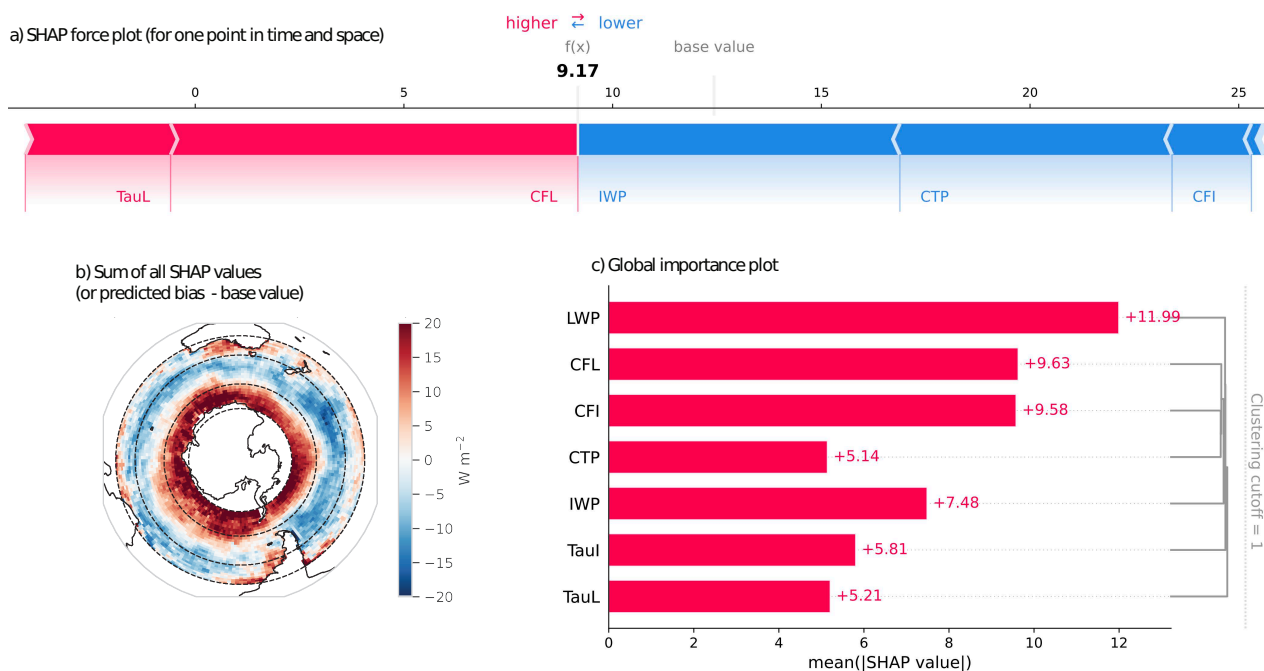 a) SHAP force plot (for one point in time and space)
higher ⇄ lower
f(x) base value
9.17
0 5 10 15 20 25
TauL CFL IWP CTP CFI
b) Sum of all SHAP values
(or predicted bias - base value)
20
15
10
5
0
−5
−10
−15
−20
W m⁻²
c) Global importance plot
LWP +11.99
CFL +9.63
CFI +9.58
CTP +5.14
IWP +7.48
TauI +5.81
TauL +5.21
0 2 4 6 8 10 12
mean(|SHAP value|)
Clustering cutoff = 1